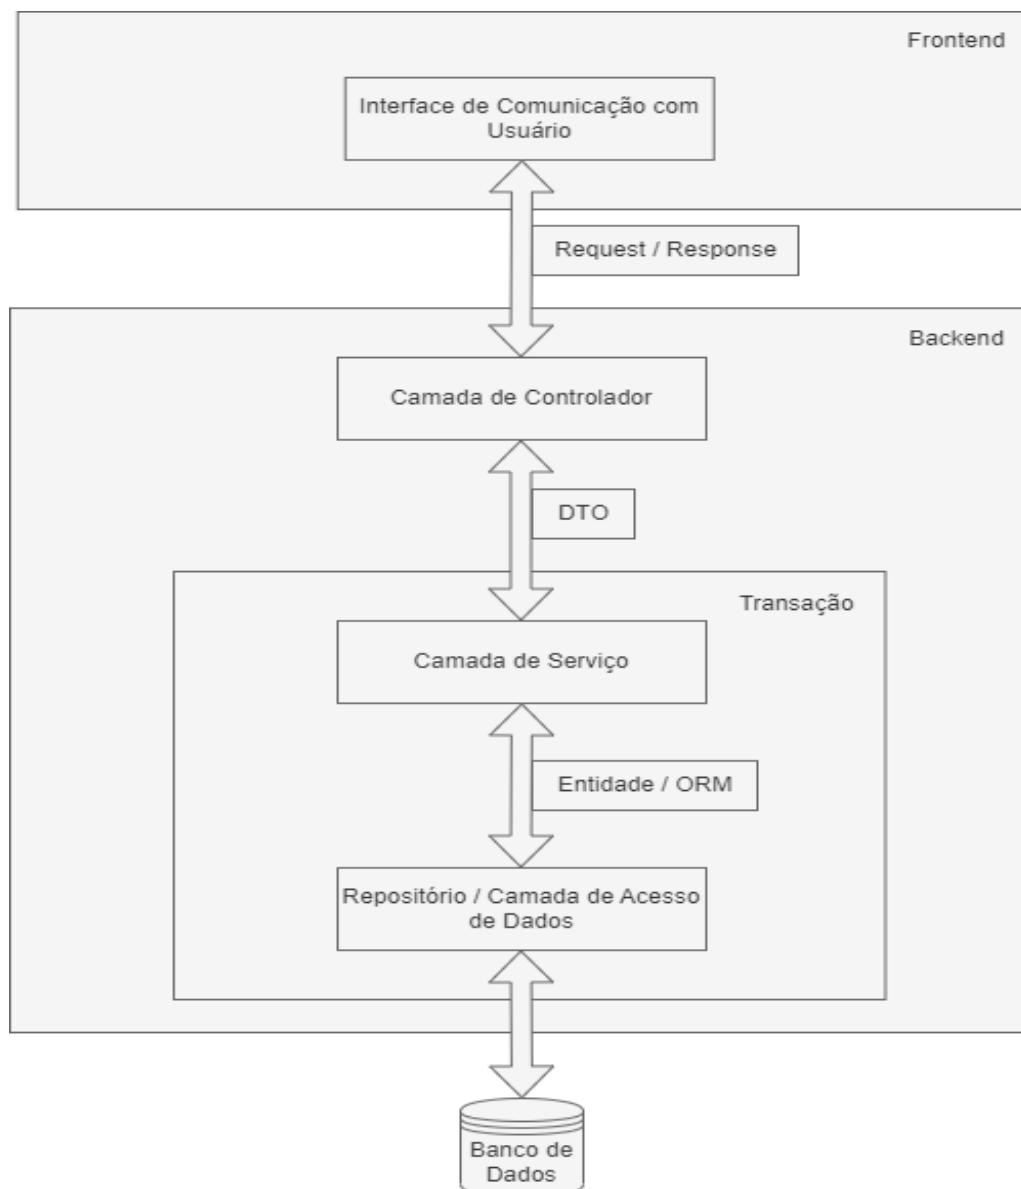 Frontend
Interface de Comunicação com
Usuário
Request / Response
Backend
Camada de Controlador
DTO
Transação
Camada de Serviço
Entidade / ORM
Repositório / Camada de Acesso
de Dados
Banco de
Dados